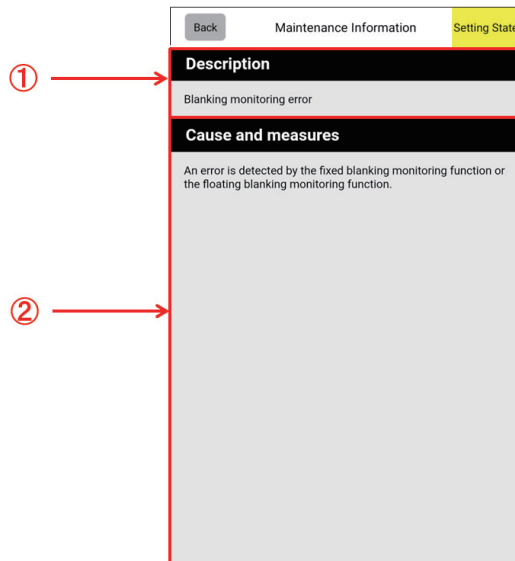 Back Maintenance Information Setting State
① Description
Blanking monitoring error
Cause and measures
An error is detected by the fixed blanking monitoring function or
the floating blanking monitoring function.
②